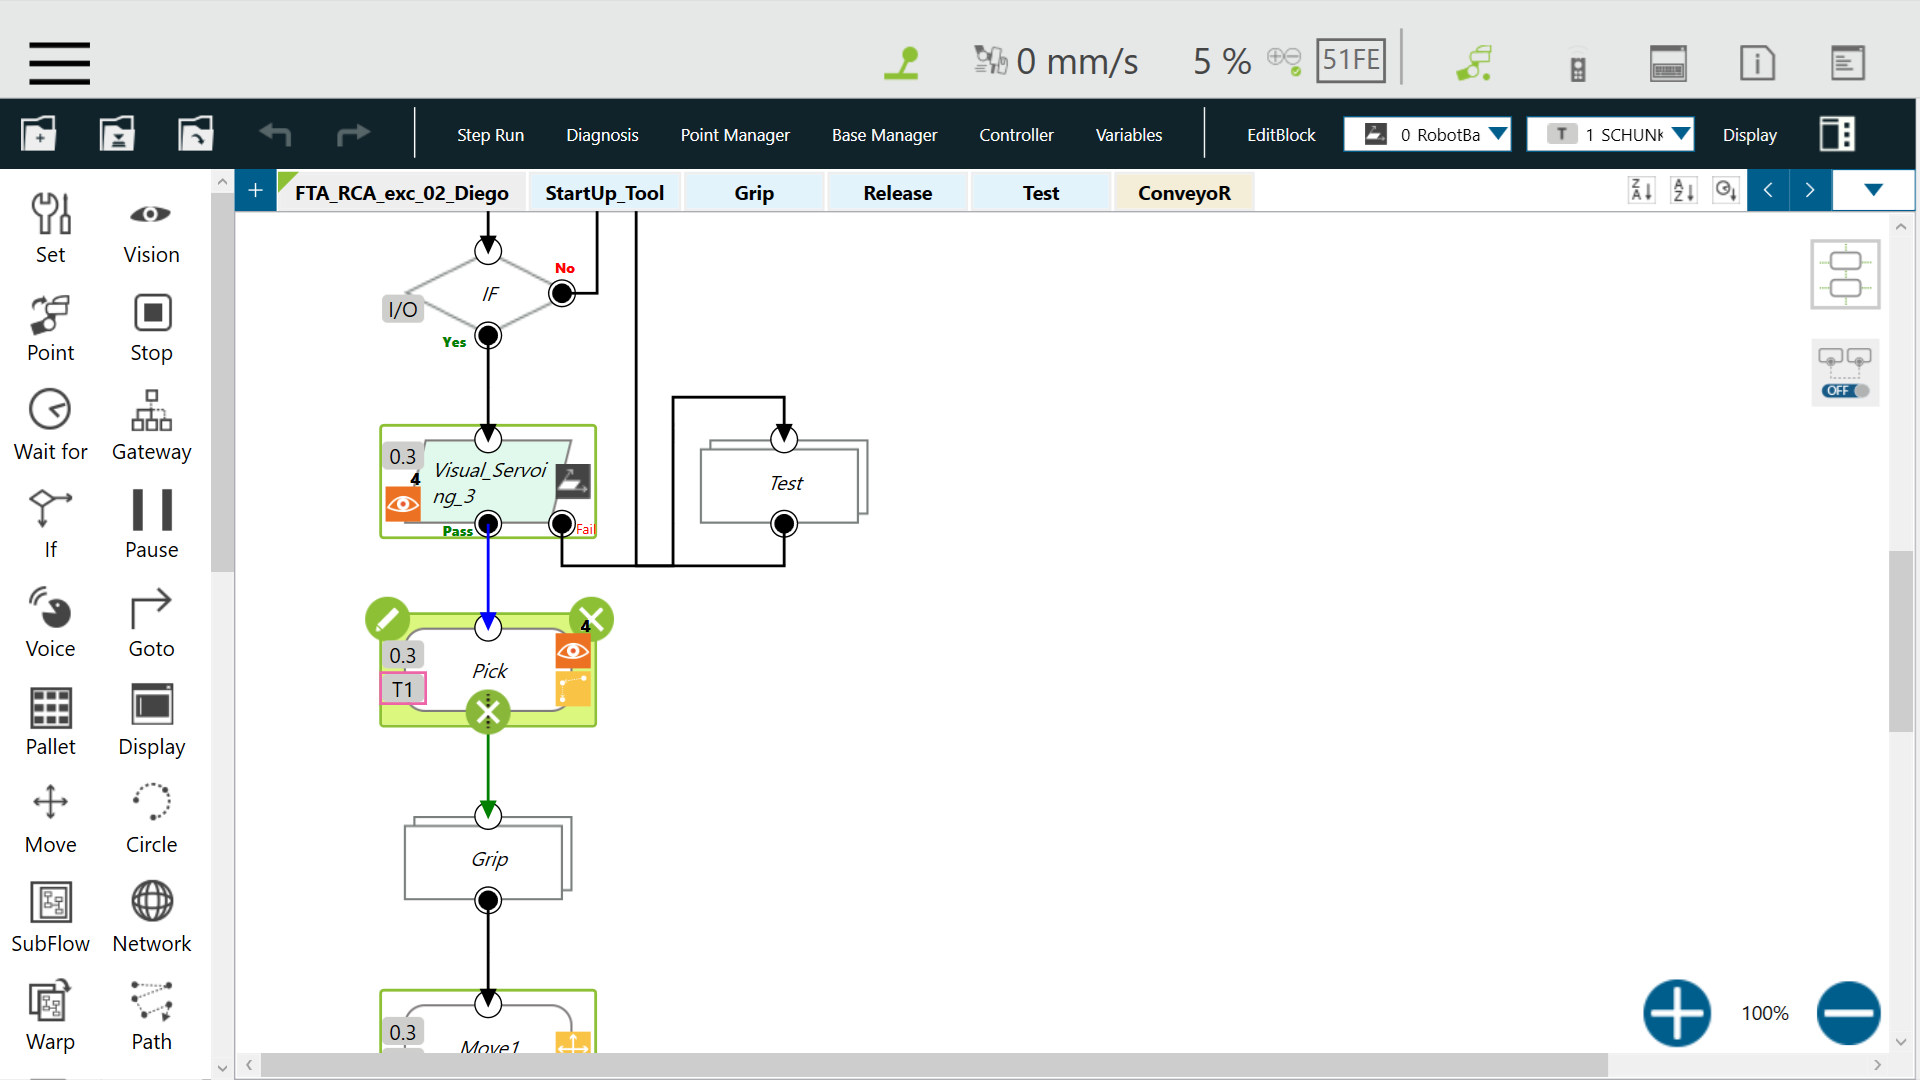 0 mm/s 5 % 51FE
Step Run Diagnosis Point Manager Base Manager Controller Variables EditBlock 0 RobotBa T 1 SCHUNK Display
+ FTA_RCA_exc_02_Diego StartUp_Tool Grip Release Test ConveyoR
Set Vision
Point Stop
Wait for Gateway
If Pause
Voice Goto
Pallet Display
Move Circle
SubFlow Network
Warp Path
No
IF
I/O
Yes
0.3
4
Visual_Servoi
ng_3
Pass
Fail
Test
4
0.3
Pick
T1
Grip
0.3
Move1
OFF
100%